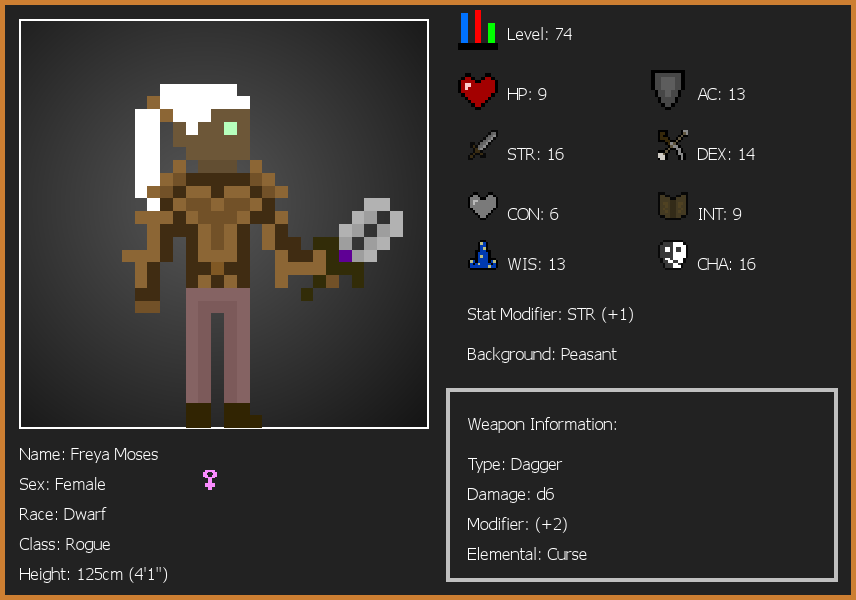 Level: 74
HP: 9
AC: 13
STR: 16
DEX: 14
CON: 6
INT: 9
WIS: 13
CHA: 16
Stat Modifier: STR (+1)
Background: Peasant
Weapon Information:
Type: Dagger
Damage: d6
Modifier: (+2)
Elemental: Curse
Name: Freya Moses
Sex: Female
Race: Dwarf
Class: Rogue
Height: 125cm (4'1")